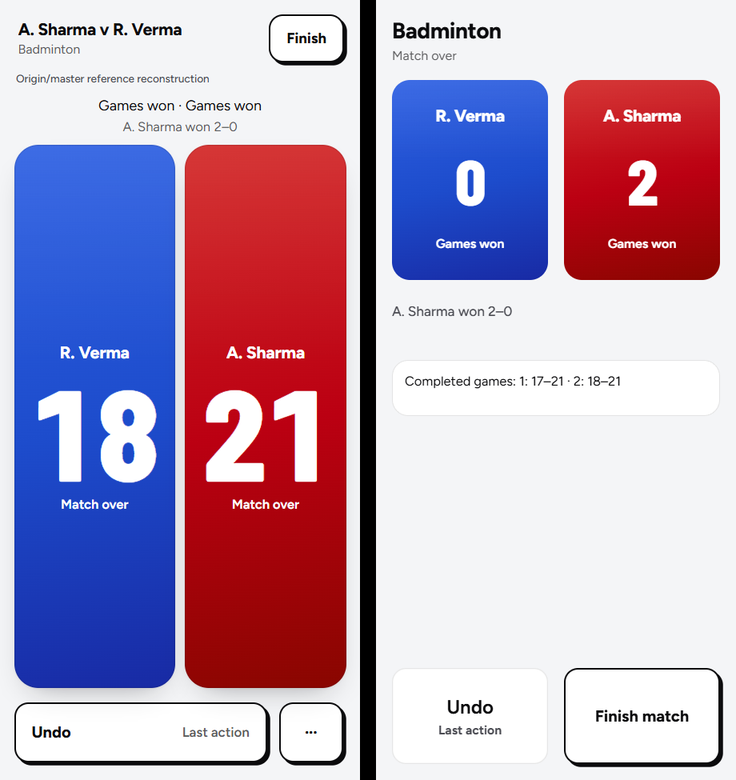 A. Sharma v R. Verma
Badminton
Finish
Origin/master reference reconstruction
Games won · Games won
A. Sharma won 2–0
R. Verma
18
Match over
A. Sharma
21
Match over
Undo
Last action
...
Badminton
Match over
R. Verma
0
Games won
A. Sharma
2
Games won
A. Sharma won 2–0
Completed games: 1: 17–21 · 2: 18–21
Undo
Last action
Finish match